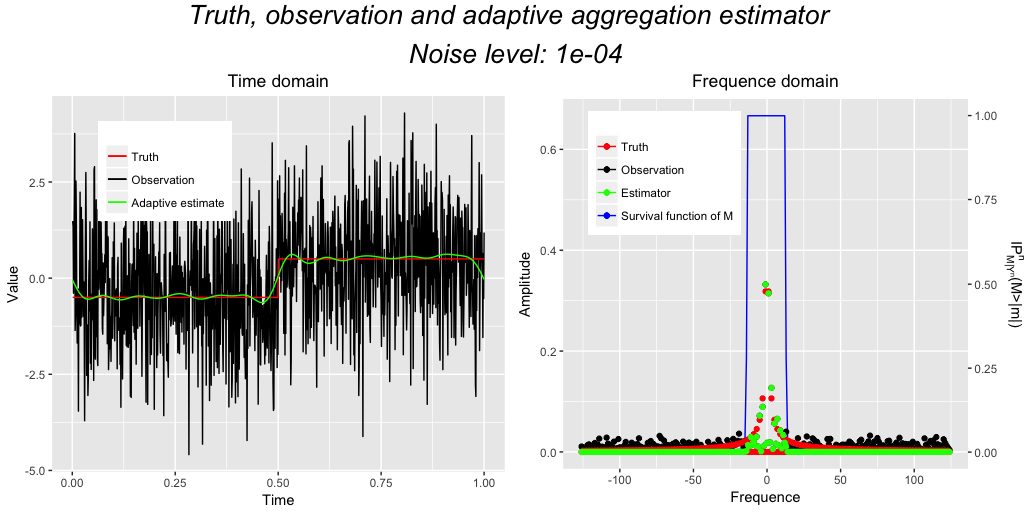 Truth, observation and adaptive aggregation estimator
Noise level: 1e-04
Time domain
Truth
Observation
Adaptive estimate
2.5
0.0
-2.5
-5.0
Value
0.00
0.25
0.50
0.75
1.00
Time
Frequence domain
Truth
Observation
Estimator
Survival function of M
0.6
0.4
0.2
0.0
Amplitude
-100
-50
0
50
100
Frequence
1.00
0.75
0.50
0.25
0.00
IPⁿ_M|Yⁿ(M>|m|)